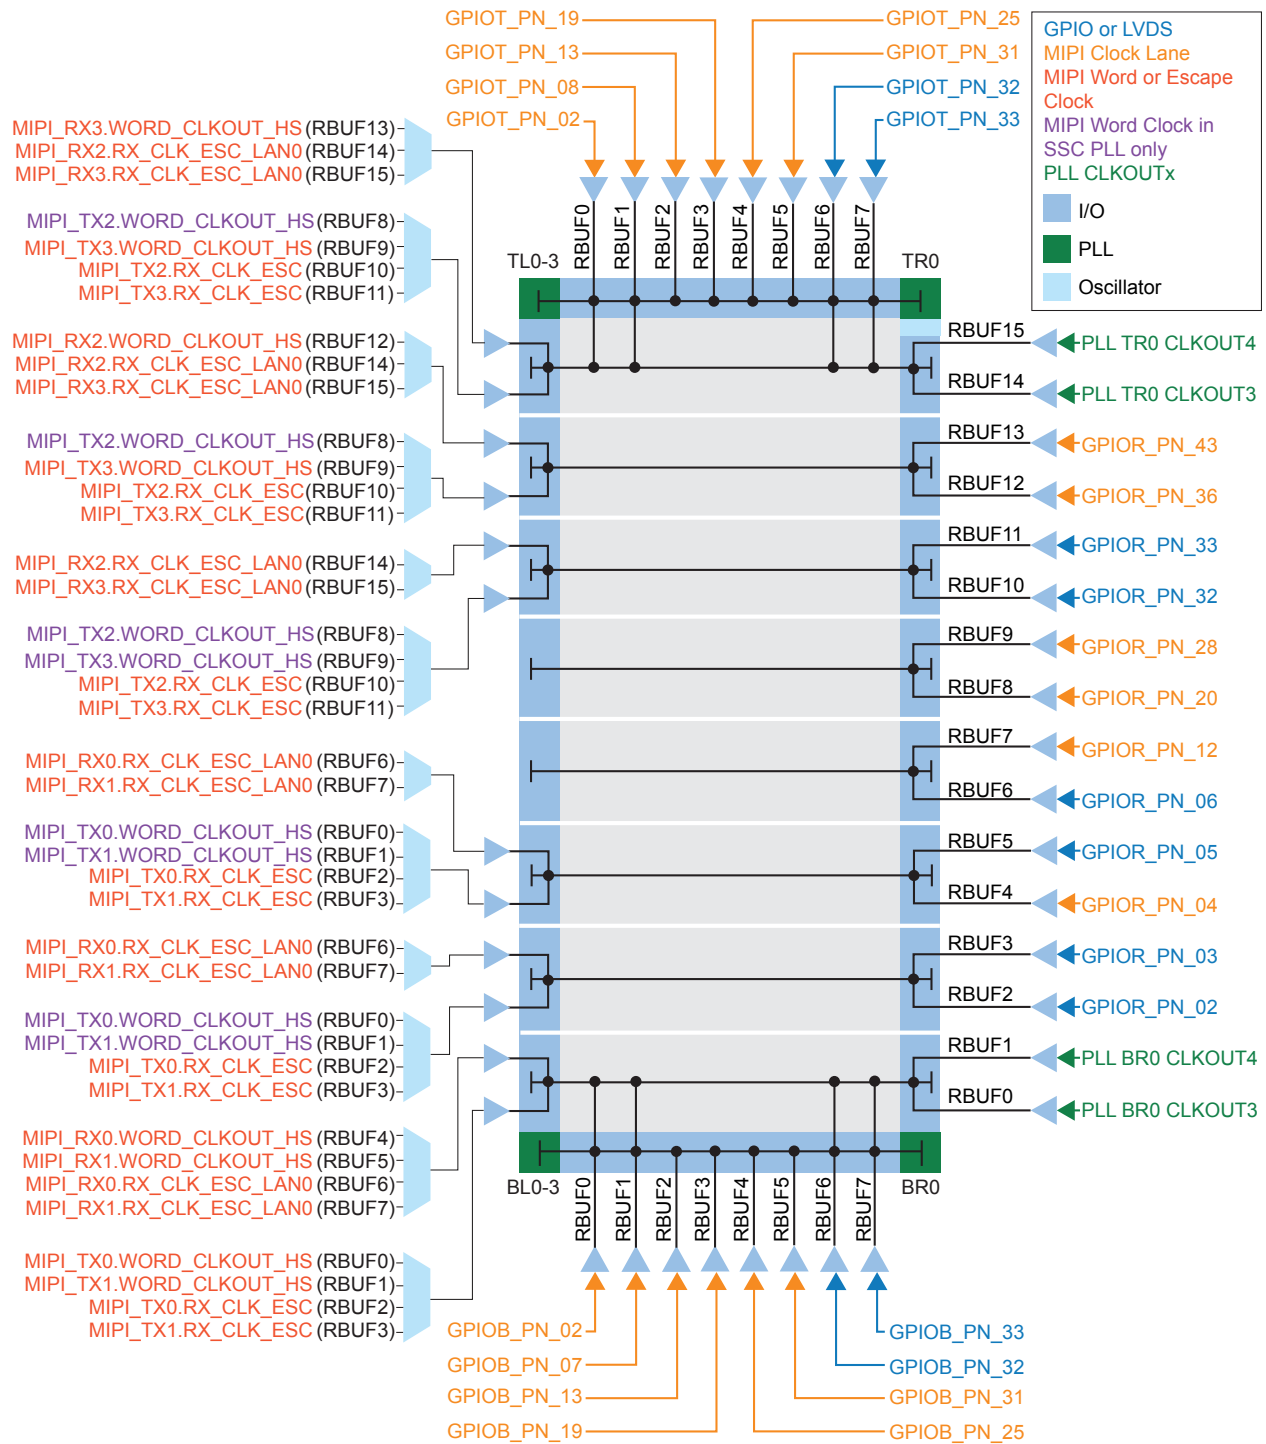 GPIOT_PN_19
GPIOT_PN_13
GPIOT_PN_08
GPIOT_PN_02
GPIOT_PN_25
GPIOT_PN_31
GPIOT_PN_32
GPIOT_PN_33
GPIO or LVDS
MIPI Clock Lane
MIPI Word or Escape
Clock
MIPI Word Clock in
SSC PLL only
PLL CLKOUTx
I/O
PLL
Oscillator
RBUF0
RBUF1
RBUF2
RBUF3
RBUF4
RBUF5
RBUF6
RBUF7
TL0-3
TR0
MIPI_RX3.WORD_CLKOUT_HS (RBUF13)
MIPI_RX2.RX_CLK_ESC_LAN0 (RBUF14)
MIPI_RX3.RX_CLK_ESC_LAN0 (RBUF15)
MIPI_TX2.WORD_CLKOUT_HS (RBUF8)
MIPI_TX3.WORD_CLKOUT_HS (RBUF9)
MIPI_TX2.RX_CLK_ESC (RBUF10)
MIPI_TX3.RX_CLK_ESC (RBUF11)
MIPI_RX2.WORD_CLKOUT_HS (RBUF12)
MIPI_RX2.RX_CLK_ESC_LAN0 (RBUF14)
MIPI_RX3.RX_CLK_ESC_LAN0 (RBUF15)
MIPI_TX2.WORD_CLKOUT_HS (RBUF8)
MIPI_TX3.WORD_CLKOUT_HS (RBUF9)
MIPI_TX2.RX_CLK_ESC (RBUF10)
MIPI_TX3.RX_CLK_ESC (RBUF11)
MIPI_RX2.RX_CLK_ESC_LAN0 (RBUF14)
MIPI_RX3.RX_CLK_ESC_LAN0 (RBUF15)
MIPI_TX2.WORD_CLKOUT_HS (RBUF8)
MIPI_TX3.WORD_CLKOUT_HS (RBUF9)
MIPI_TX2.RX_CLK_ESC (RBUF10)
MIPI_TX3.RX_CLK_ESC (RBUF11)
MIPI_RX0.RX_CLK_ESC_LAN0 (RBUF6)
MIPI_RX1.RX_CLK_ESC_LAN0 (RBUF7)
MIPI_TX0.WORD_CLKOUT_HS (RBUF0)
MIPI_TX1.WORD_CLKOUT_HS (RBUF1)
MIPI_TX0.RX_CLK_ESC (RBUF2)
MIPI_TX1.RX_CLK_ESC (RBUF3)
MIPI_RX0.RX_CLK_ESC_LAN0 (RBUF6)
MIPI_RX1.RX_CLK_ESC_LAN0 (RBUF7)
MIPI_TX0.WORD_CLKOUT_HS (RBUF0)
MIPI_TX1.WORD_CLKOUT_HS (RBUF1)
MIPI_TX0.RX_CLK_ESC (RBUF2)
MIPI_TX1.RX_CLK_ESC (RBUF3)
MIPI_RX0.WORD_CLKOUT_HS (RBUF4)
MIPI_RX1.WORD_CLKOUT_HS (RBUF5)
MIPI_RX0.RX_CLK_ESC_LAN0 (RBUF6)
MIPI_RX1.RX_CLK_ESC_LAN0 (RBUF7)
MIPI_TX0.WORD_CLKOUT_HS (RBUF0)
MIPI_TX1.WORD_CLKOUT_HS (RBUF1)
MIPI_TX0.RX_CLK_ESC (RBUF2)
MIPI_TX1.RX_CLK_ESC (RBUF3)
RBUF15 PLL TR0 CLKOUT4
RBUF14 PLL TR0 CLKOUT3
RBUF13 GPIOR_PN_43
RBUF12 GPIOR_PN_36
RBUF11 GPIOR_PN_33
RBUF10 GPIOR_PN_32
RBUF9 GPIOR_PN_28
RBUF8 GPIOR_PN_20
RBUF7 GPIOR_PN_12
RBUF6 GPIOR_PN_06
RBUF5 GPIOR_PN_05
RBUF4 GPIOR_PN_04
RBUF3 GPIOR_PN_03
RBUF2 GPIOR_PN_02
RBUF1 PLL BR0 CLKOUT4
RBUF0 PLL BR0 CLKOUT3
BL0-3
BR0
RBUF0
RBUF1
RBUF2
RBUF3
RBUF4
RBUF5
RBUF6
RBUF7
GPIOB_PN_02
GPIOB_PN_07
GPIOB_PN_13
GPIOB_PN_19
GPIOB_PN_33
GPIOB_PN_32
GPIOB_PN_31
GPIOB_PN_25